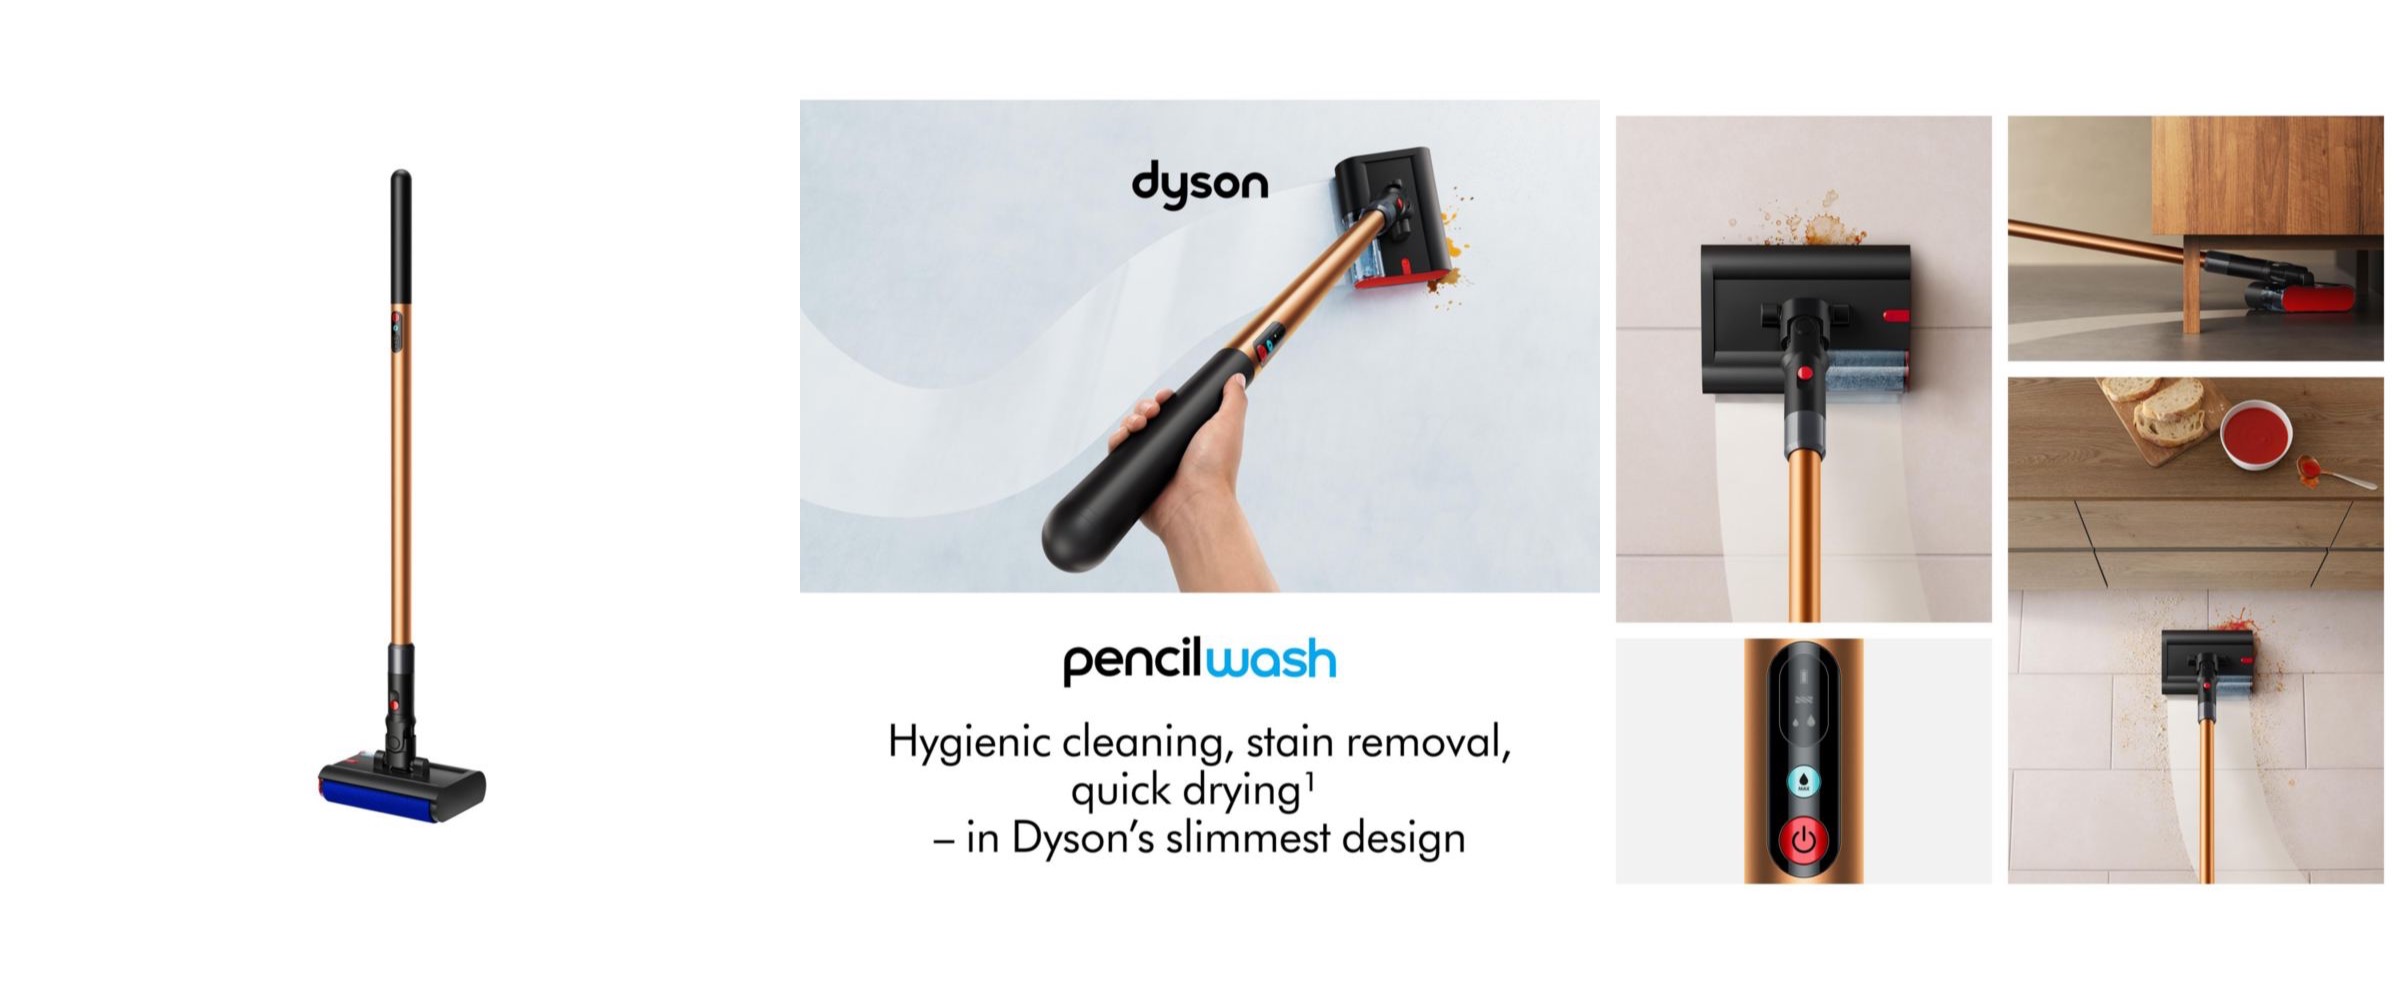 dyson
pencilwash
Hygienic cleaning, stain removal,
quick drying¹
– in Dyson's slimmest design
MAX